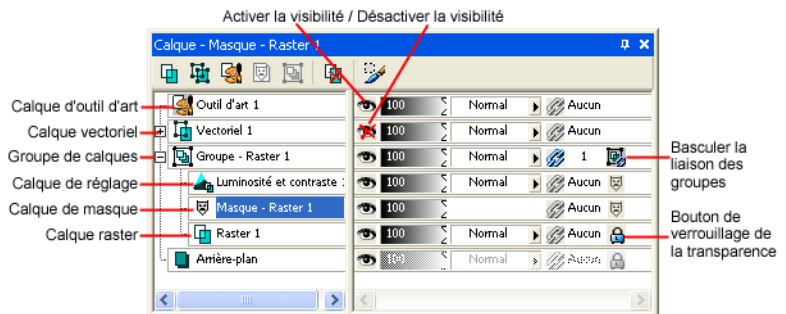 Activer la visibilité / Désactiver la visibilité
Calque - Masque - Raster 1
Calque d'outil d'art
Outil d'art 1
100
Normal
Aucun
Calque vectoriel
Vectoriel 1
100
Normal
Aucun
Groupe de calques
Groupe - Raster 1
100
Normal
1
Basculer la
liaison des
groupes
Calque de réglage
Luminosité et contraste
100
Normal
Aucun
Calque de masque
Masque - Raster 1
100
Aucun
Calque raster
Raster 1
100
Normal
Aucun
Bouton de
verrouillage de
la transparence
Arrière-plan
100
Normal
Aucun